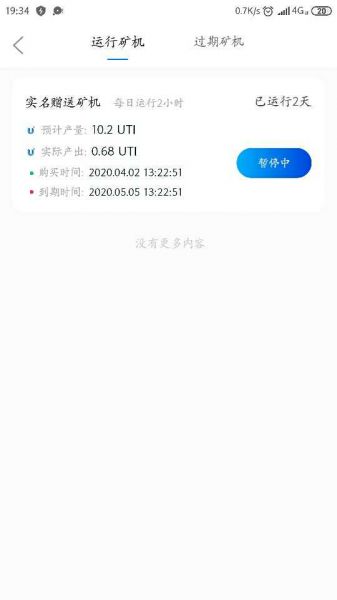 19:34 0.7K/s 4G 20
运行矿机 过期矿机
实名赠送矿机 每日运行2小时 已运行2天
预计产量: 10.2 UTI
实际产出: 0.68 UTI
暂停中
购买时间: 2020.04.02 13:22:51
到期时间: 2020.05.05 13:22:51
没有更多内容